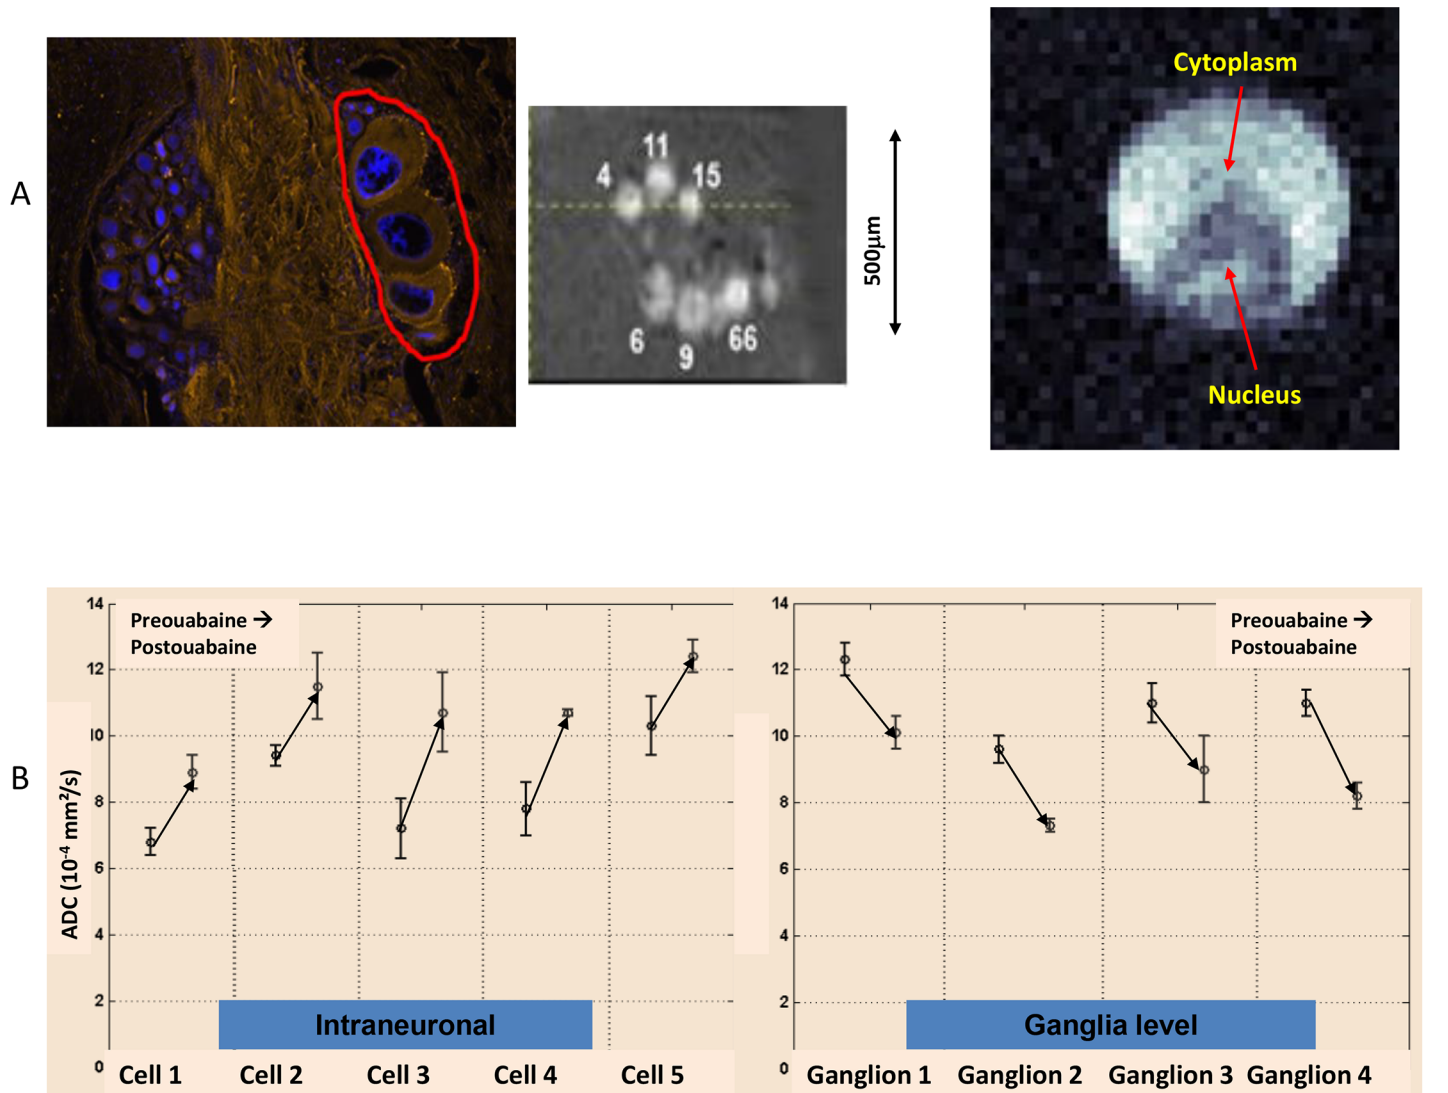 A
4
11
15
6
9
66
500μm
Cytoplasm
Nucleus
B
ADC (10-4 mm²/s)
14
12
10
8
6
4
2
0
Preouabaine →
Postouabaine
Intraneuronal
Cell 1
Cell 2
Cell 3
Cell 4
Cell 5
14
12
10
8
6
4
2
0
Preouabaine →
Postouabaine
Ganglia level
Ganglion 1
Ganglion 2
Ganglion 3
Ganglion 4